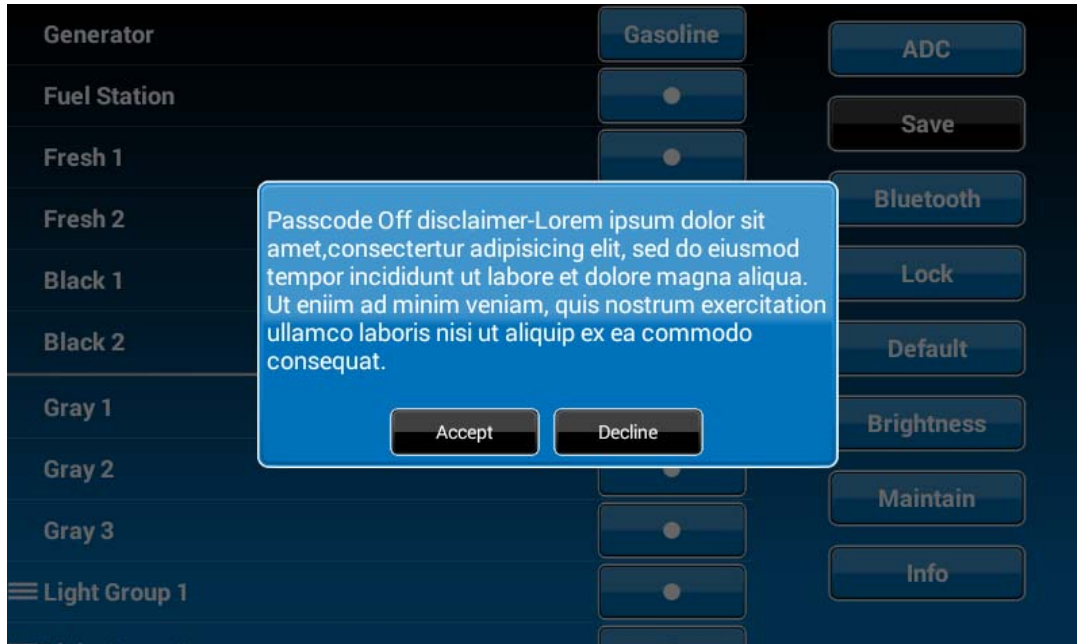 Generator
Gasoline
ADC
Fuel Station
Save
Fresh 1
Fresh 2
Bluetooth
Passcode Off disclaimer-Lorem ipsum dolor sit
amet,consectertur adipisicing elit, sed do eiusmod
tempor incididunt ut labore et dolore magna aliqua.
Ut eniim ad minim veniam, quis nostrum exercitation
ullamco laboris nisi ut aliquip ex ea commodo
consequat.
Accept
Decline
Black 1
Lock
Black 2
Default
Gray 1
Brightness
Gray 2
Maintain
Gray 3
Info
Light Group 1